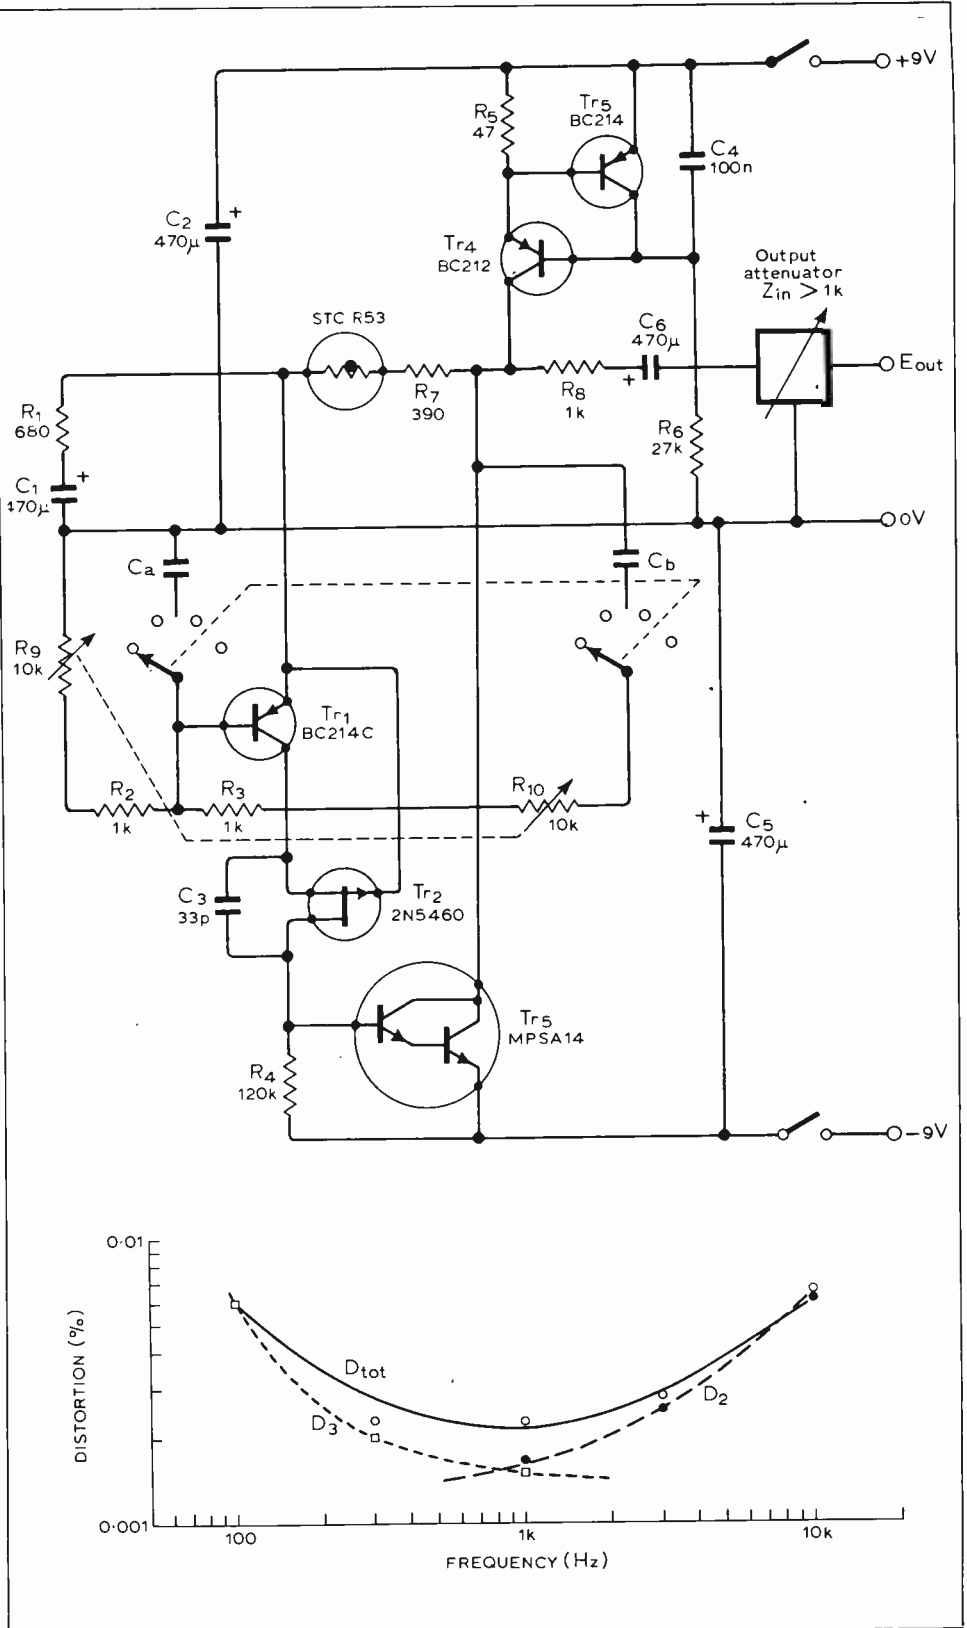 +9V
R5
47
Tr5
BC214
C4
100n
C2
470μ
+
Tr4
BC212
Output
attenuator
Zin > 1k
STC R53
C6
470μ
+
Eout
R7
390
R8
1k
R1
680
R6
27k
C1
470μ
+
0V
Ca
Cb
R9
10k
Tr1
BC214C
R2
1k
R3
1k
R10
10k
+
C5
470μ
C3
33p
Tr2
2N5460
Tr5
MPSA14
R4
120k
-9V
0·01
DISTORTION (%)
Dtot
D3
D2
0·001
100
1k
10k
FREQUENCY (Hz)